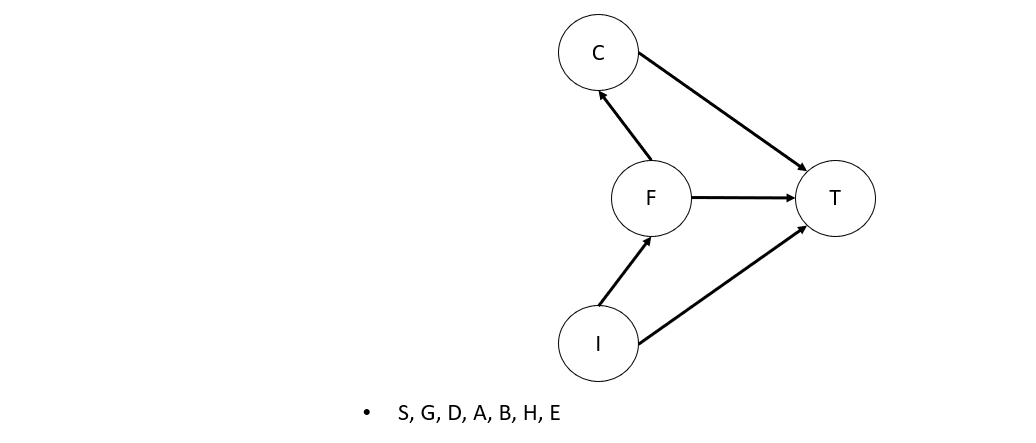 C
F
T
I
• S, G, D, A, B, H, E